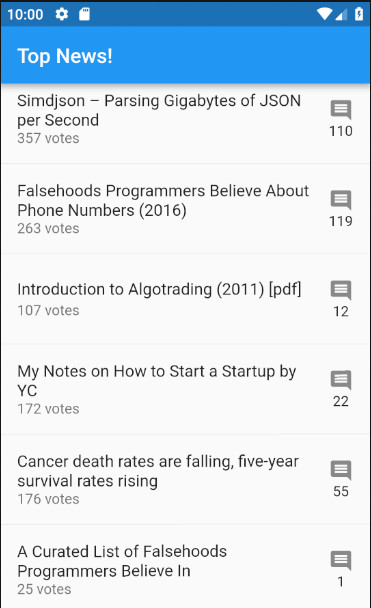 10:00
Top News!
Simdjson – Parsing Gigabytes of JSON
per Second
357 votes
110
Falsehoods Programmers Believe About
Phone Numbers (2016)
263 votes
119
Introduction to Algotrading (2011) [pdf]
107 votes
12
My Notes on How to Start a Startup by
YC
172 votes
22
Cancer death rates are falling, five-year
survival rates rising
176 votes
55
A Curated List of Falsehoods
Programmers Believe In
25 votes
1